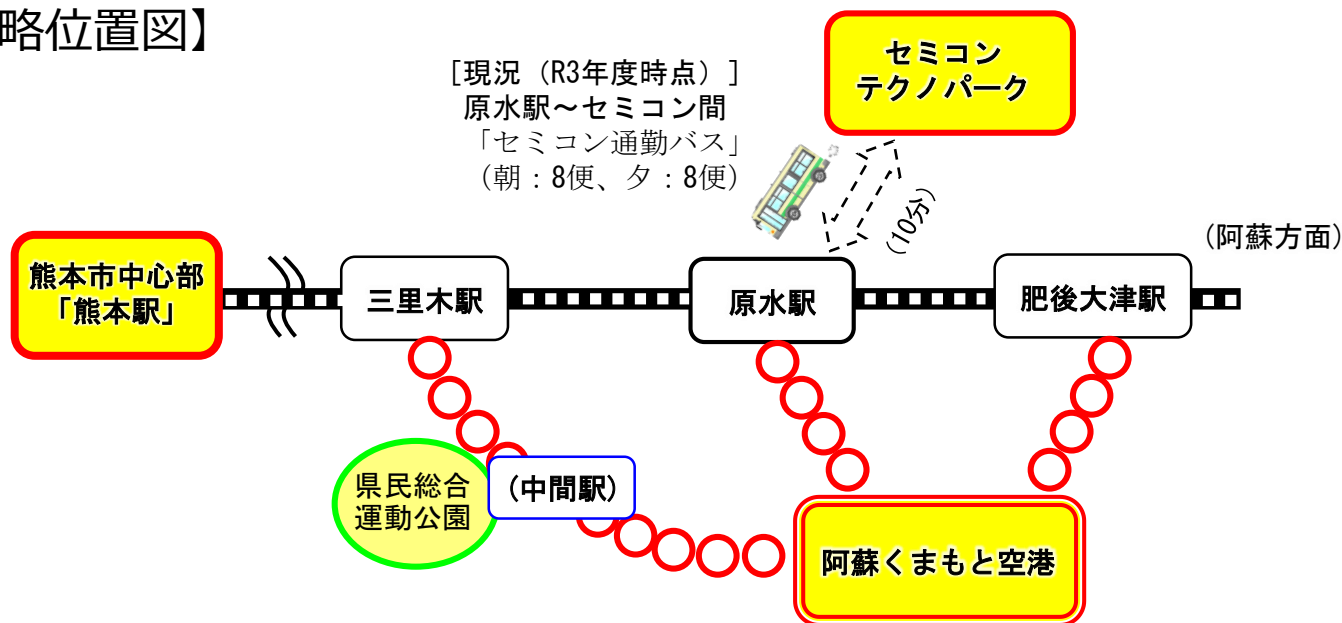 略位置図】
セミコン
テクノパーク
[現況（R3年度時点）]
原水駅～セミコン間
「セミコン通勤バス」
（朝：8便、夕：8便）
（10分）
（阿蘇方面）
熊本市中心部
「熊本駅」
三里木駅
原水駅
肥後大津駅
県民総合
運動公園
（中間駅）
阿蘇くまもと空港